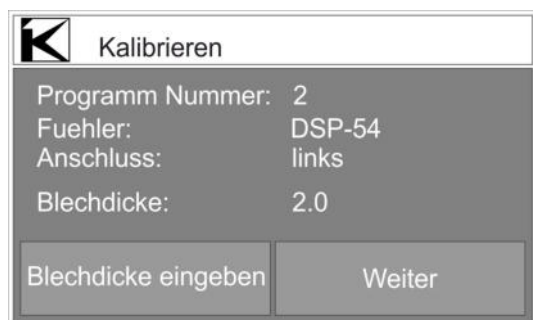 Kalibrieren
Programm Nummer: 2
Fuehler: DSP-54
Anschluss: links
Blechdicke: 2.0
Blechdicke eingeben Weiter